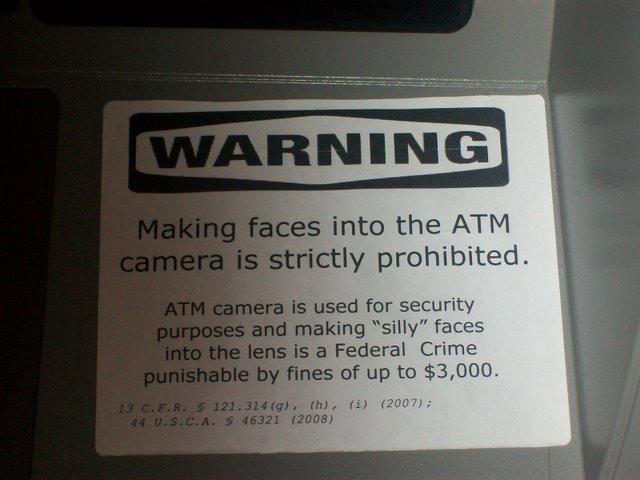 WARNING
Making faces into the ATM
camera is strictly prohibited.
ATM camera is used for security
purposes and making “silly” faces
into the lens is a Federal Crime
punishable by fines of up to $3,000.
13 C.F.R. § 121.314(g), (h), (i) (2007);
44 U.S.C.A. § 46321 (2008)